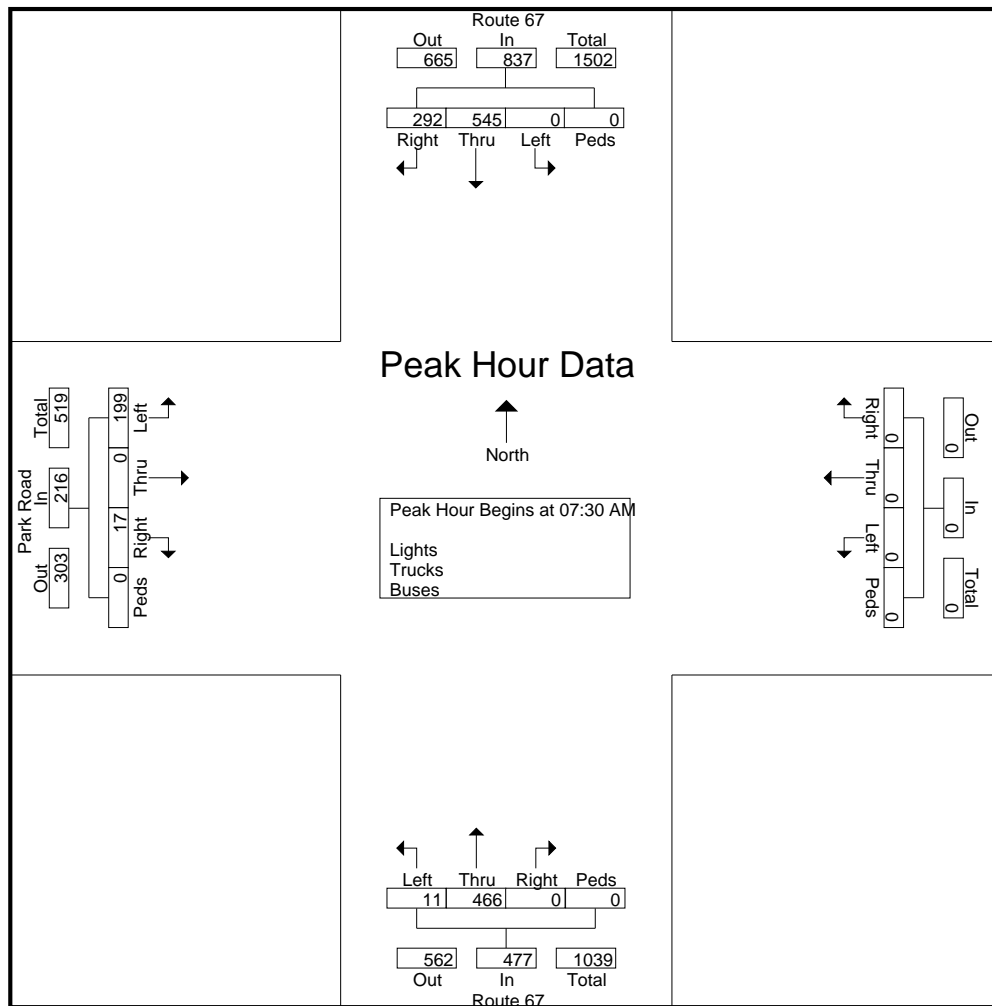 Route 67
Out In Total
665 837 1502
292 545 0 0
Right Thru Left Peds
Peak Hour Data
North
Peak Hour Begins at 07:30 AM
Lights
Trucks
Buses
Park Road
Out In Total
303 216 519
0 17 0 199
Peds Right Thru Left
Right Thru Left Peds
0 0 0 0
Out In Total
0 0 0
Left Thru Right Peds
11 466 0 0
562 477 1039
Out In Total
Route 67